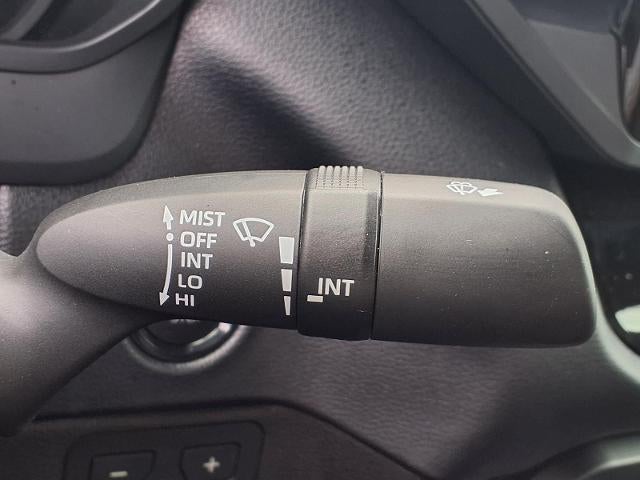 MIST
OFF
INT
LO
HI
INT
- +